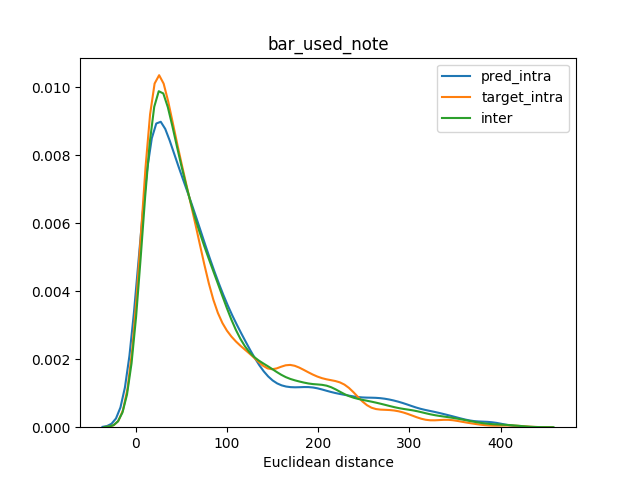 bar_used_note
pred_intra
target_intra
inter
0.010
0.008
0.006
0.004
0.002
0.000
0
100
200
300
400
Euclidean distance